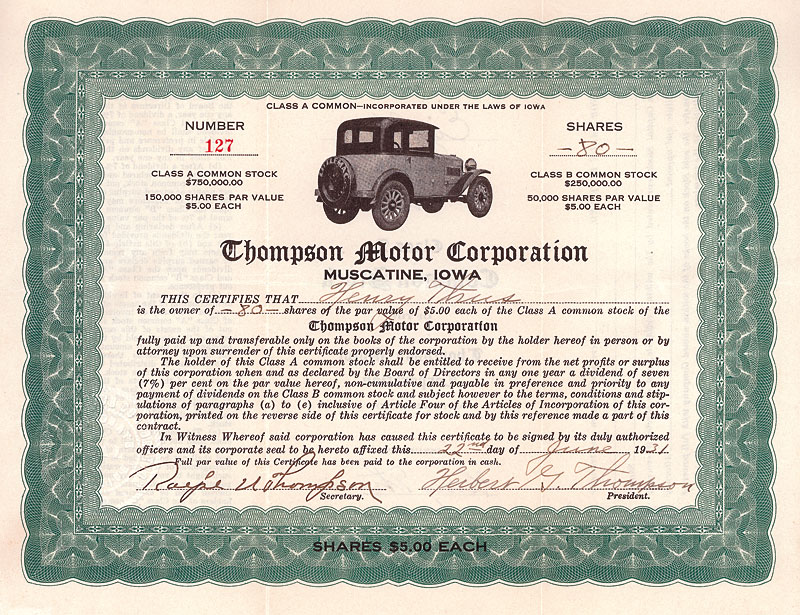 CLASS A COMMON—INCORPORATED UNDER THE LAWS OF IOWA
NUMBER
127
SHARES
—80—
CLASS A COMMON STOCK
$750,000.00
150,000 SHARES PAR VALUE
$5.00 EACH
CLASS B COMMON STOCK
$250,000.00
50,000 SHARES PAR VALUE
$5.00 EACH
Thompson Motor Corporation
MUSCATINE, IOWA
THIS CERTIFIES THAT Henry
is the owner of —80— shares of the par value of $5.00 each of the Class A common stock of the
Thompson Motor Corporation
fully paid up and transferable only on the books of the corporation by the holder hereof in person or by
attorney upon surrender of this certificate properly endorsed.
The holder of this Class A common stock shall be entitled to receive from the net profits or surplus
of this corporation when and as declared by the Board of Directors in any one year a dividend of seven
(7%) per cent on the par value hereof, non-cumulative and payable in preference and priority to any
payment of dividends on the Class B common stock and subject however to the terms, conditions and stip-
ulations of paragraphs (a) to (e) inclusive of Article Four of the Articles of Incorporation of this cor-
poration, printed on the reverse side of this certificate for stock and by this reference made a part of this
contract.
In Witness Whereof said corporation has caused this certificate to be signed by its duly authorized
officers and its corporate seal to be hereto affixed this 22nd day of June 1931
Full par value of this Certificate has been paid to the corporation in cash.
Ralph W Thompson
Secretary.
Herbert G Thompson
President.
SHARES $5.00 EACH